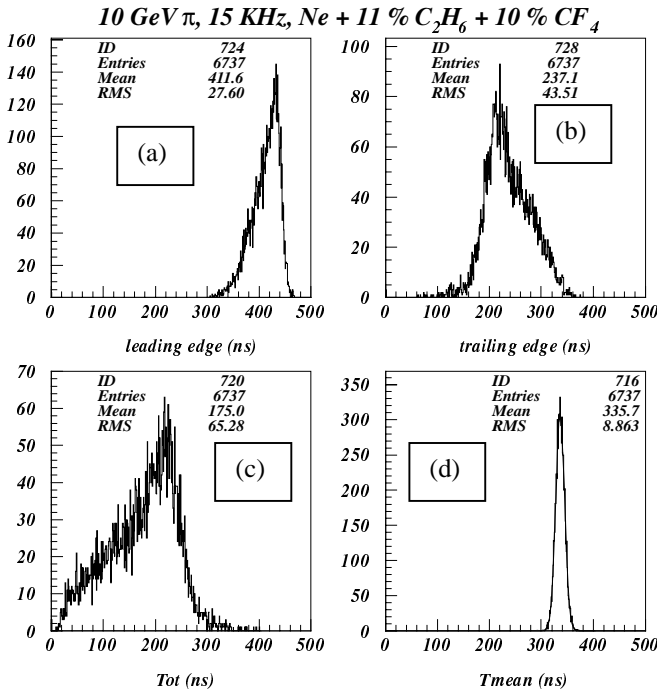 10 GeV π, 15 KHz, Ne + 11 % C2H6 + 10 % CF4
ID 724
Entries 6737
Mean 411.6
RMS 27.60
(a)
160
140
120
100
80
60
40
20
0
0 100 200 300 400 500
leading edge (ns)
ID 728
Entries 6737
Mean 237.1
RMS 43.51
(b)
100
80
60
40
20
0
0 100 200 300 400 500
trailing edge (ns)
ID 720
Entries 6737
Mean 175.0
RMS 65.28
(c)
70
60
50
40
30
20
10
0
0 100 200 300 400 500
Tot (ns)
ID 716
Entries 6737
Mean 335.7
RMS 8.863
(d)
350
300
250
200
150
100
50
0
0 100 200 300 400 500
Tmean (ns)